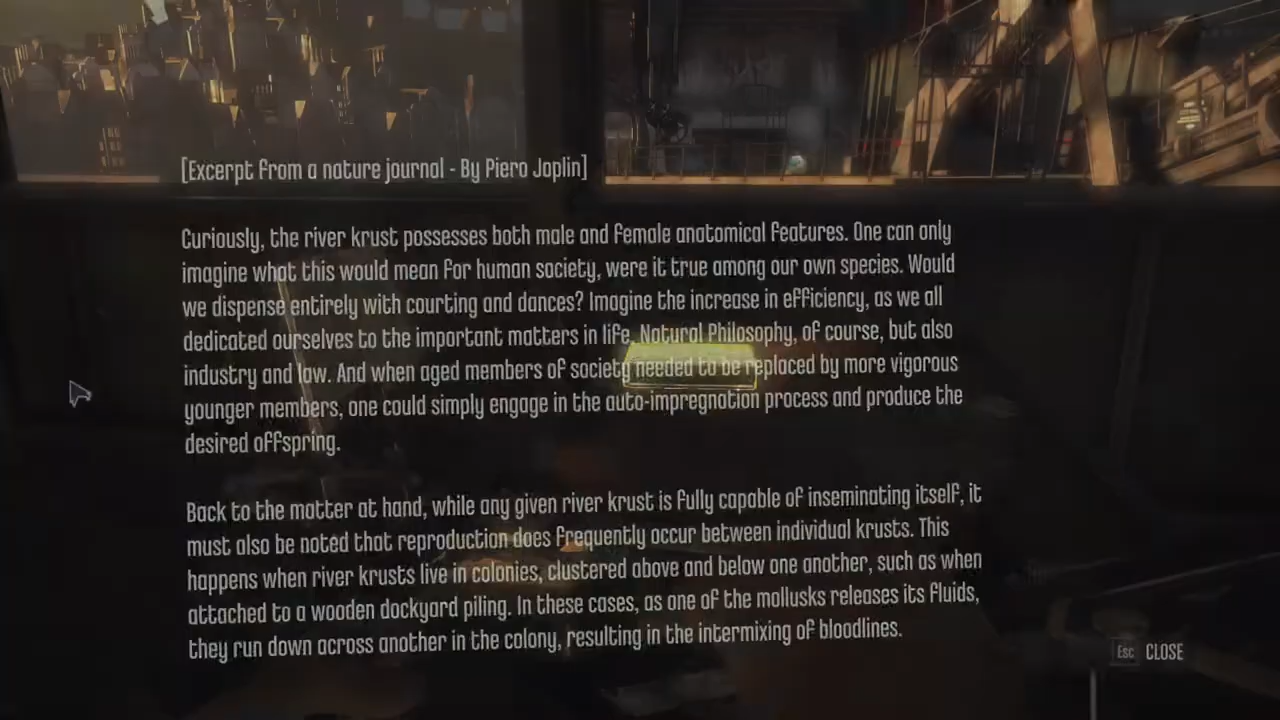 [Excerpt from a nature journal - By Piero Joplin]
Curiously, the river krust possesses both male and female anatomical features. One can only
imagine what this would mean for human society, were it true among our own species. Would
we dispense entirely with courting and dances? Imagine the increase in efficiency, as we all
dedicated ourselves to the important matters in life. Natural Philosophy, of course, but also
industry and law. And when aged members of society needed to be replaced by more vigorous
younger members, one could simply engage in the auto-impregnation process and produce the
desired offspring.
Back to the matter at hand, while any given river krust is fully capable of inseminating itself, it
must also be noted that reproduction does frequently occur between individual krusts. This
happens when river krusts live in colonies, clustered above and below one another, such as when
attached to a wooden dockyard piling. In these cases, as one of the mollusks releases its fluids,
they run down across another in the colony, resulting in the intermixing of bloodlines.
Esc CLOSE